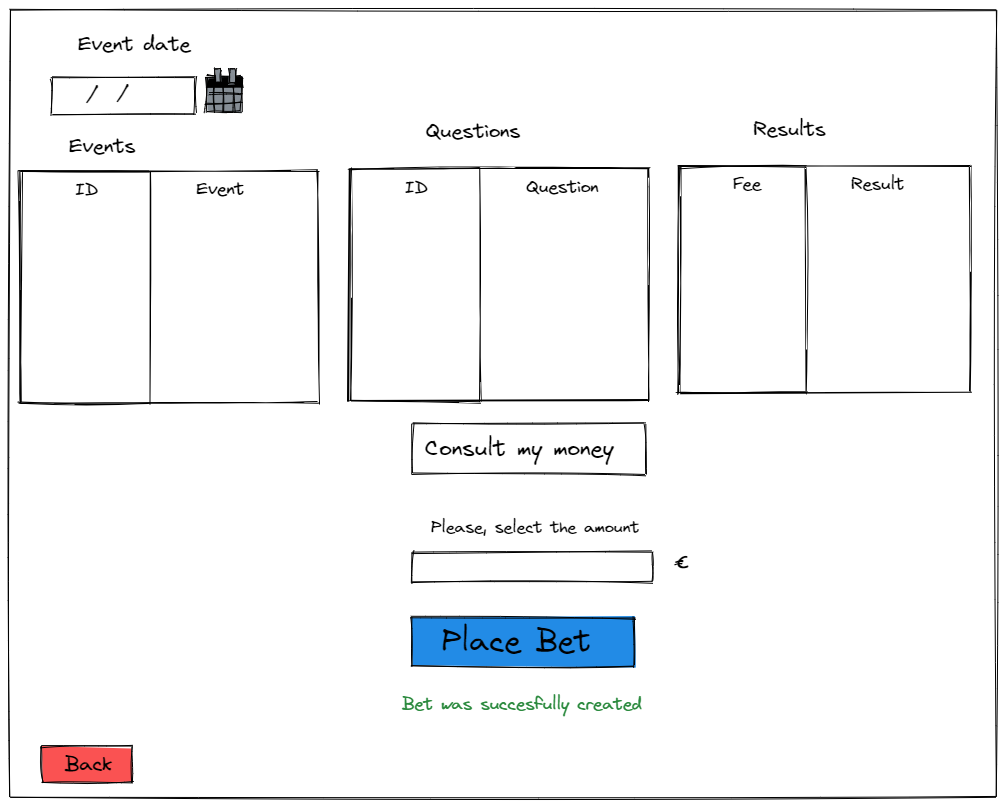 Event date
/ /
Events
Questions
Results
ID
Event
ID
Question
Fee
Result
Consult my money
Please, select the amount
€
Place Bet
Bet was succesfully created
Back